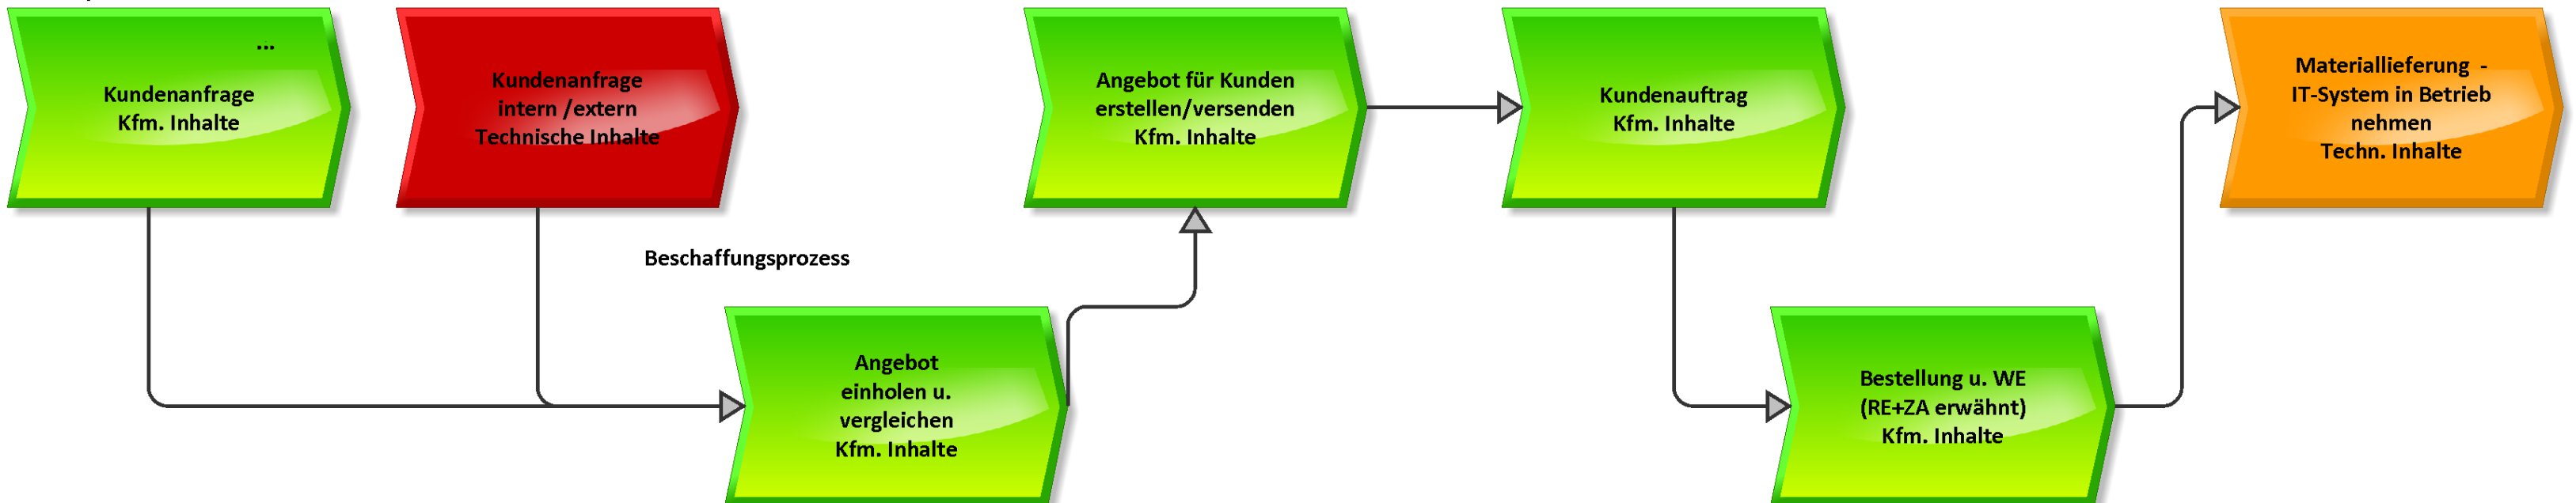 ...
Kundenanfrage
Kfm. Inhalte
Kundenanfrage
intern /extern
Technische Inhalte
Angebot für Kunden
erstellen/versenden
Kfm. Inhalte
Kundenauftrag
Kfm. Inhalte
Materiallieferung -
IT-System in Betrieb
nehmen
Techn. Inhalte
Beschaffungsprozess
Angebot
einholen u.
vergleichen
Kfm. Inhalte
Bestellung u. WE
(RE+ZA erwähnt)
Kfm. Inhalte